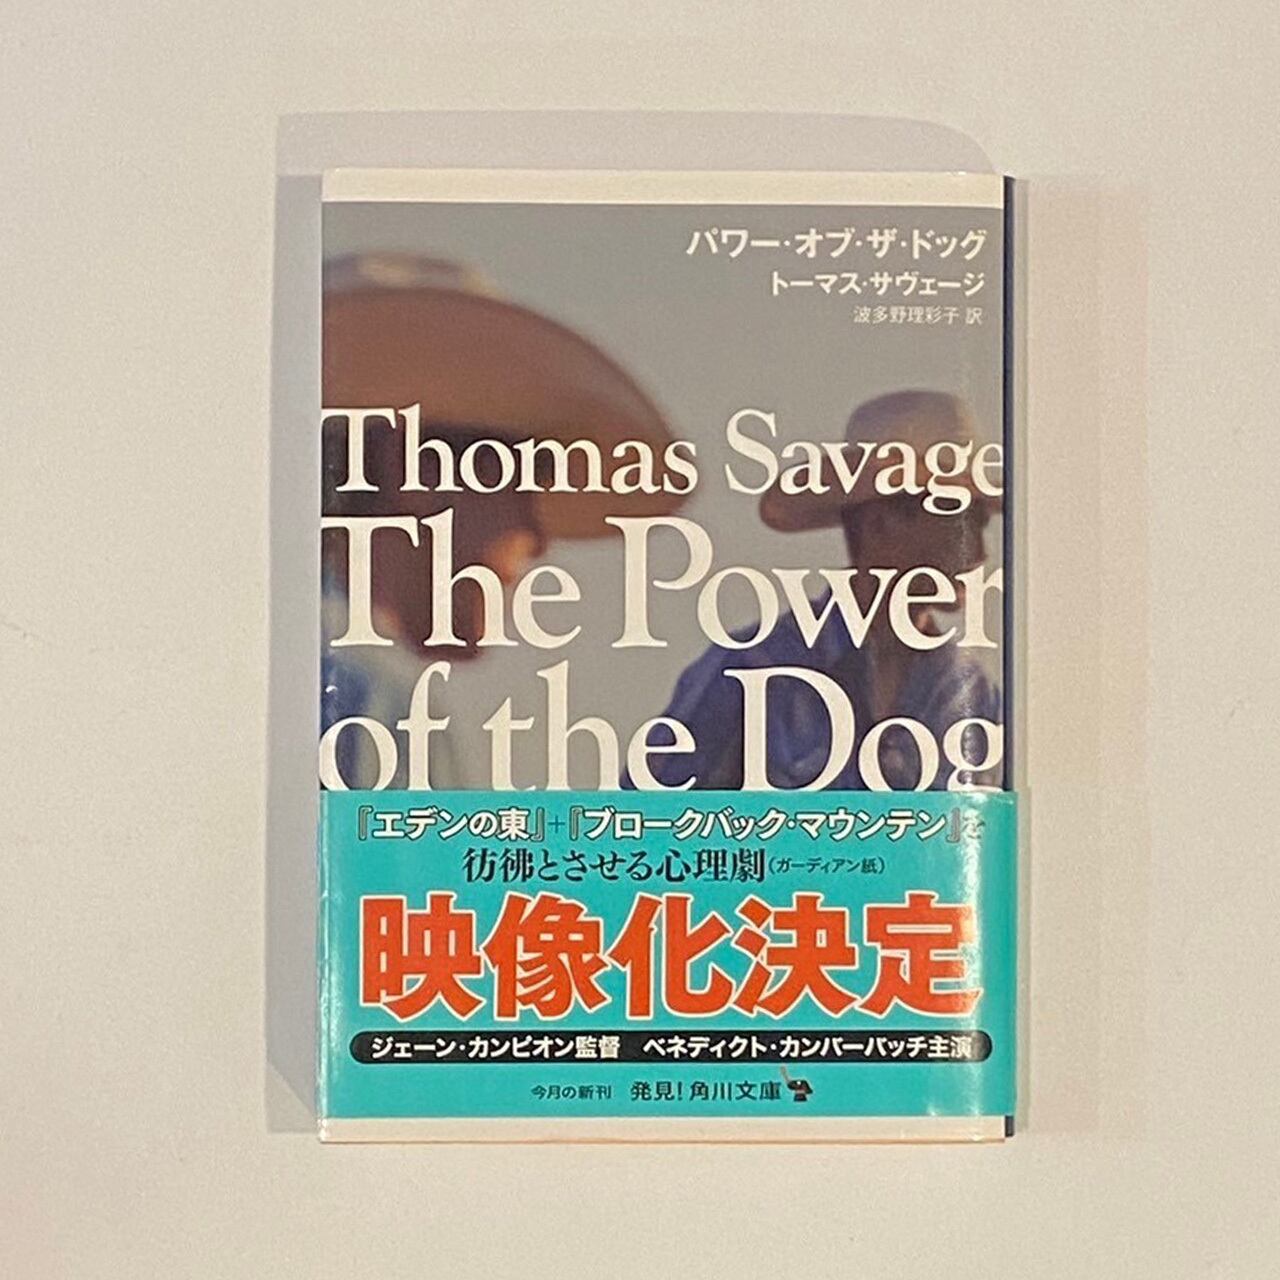 パワー・オブ・ザ・ドッグ
トーマス・サヴェージ
波多野理彩子 訳
Thomas Savage
The Power
of the Dog
『エデンの東』+『ブロークバック・マウンテン』を
彷彿とさせる心理劇(ガーディアン紙)
映像化決定
ジェーン・カンピオン監督 ベネディクト・カンバーバッチ主演
今月の新刊 発見!角川文庫